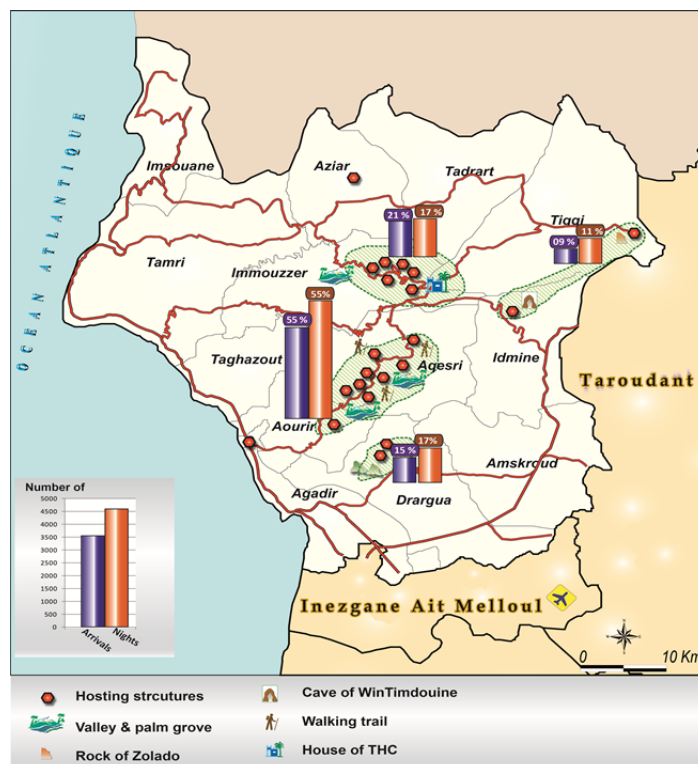 OCEAN ATLANTIQUE
Imsouane
Aziar
Tadrart
Tiqqi
21 %
17 %
09 %
11 %
Tamri
Immouzzer
55%
55 %
Taghazout
Aqesri
Idmine
Taroudant
Aourir
15 %
17%
Amskroud
Agadir
Drargua
Number of
5000
4500
4000
3500
3000
2500
2000
1500
1000
500
0
Arrivals
Nights
Inezgane Ait Melloul
0 10 Km
Hosting strcutures
Cave of WinTimdouine
Valley & palm grove
Walking trail
Rock of Zolado
House of THC